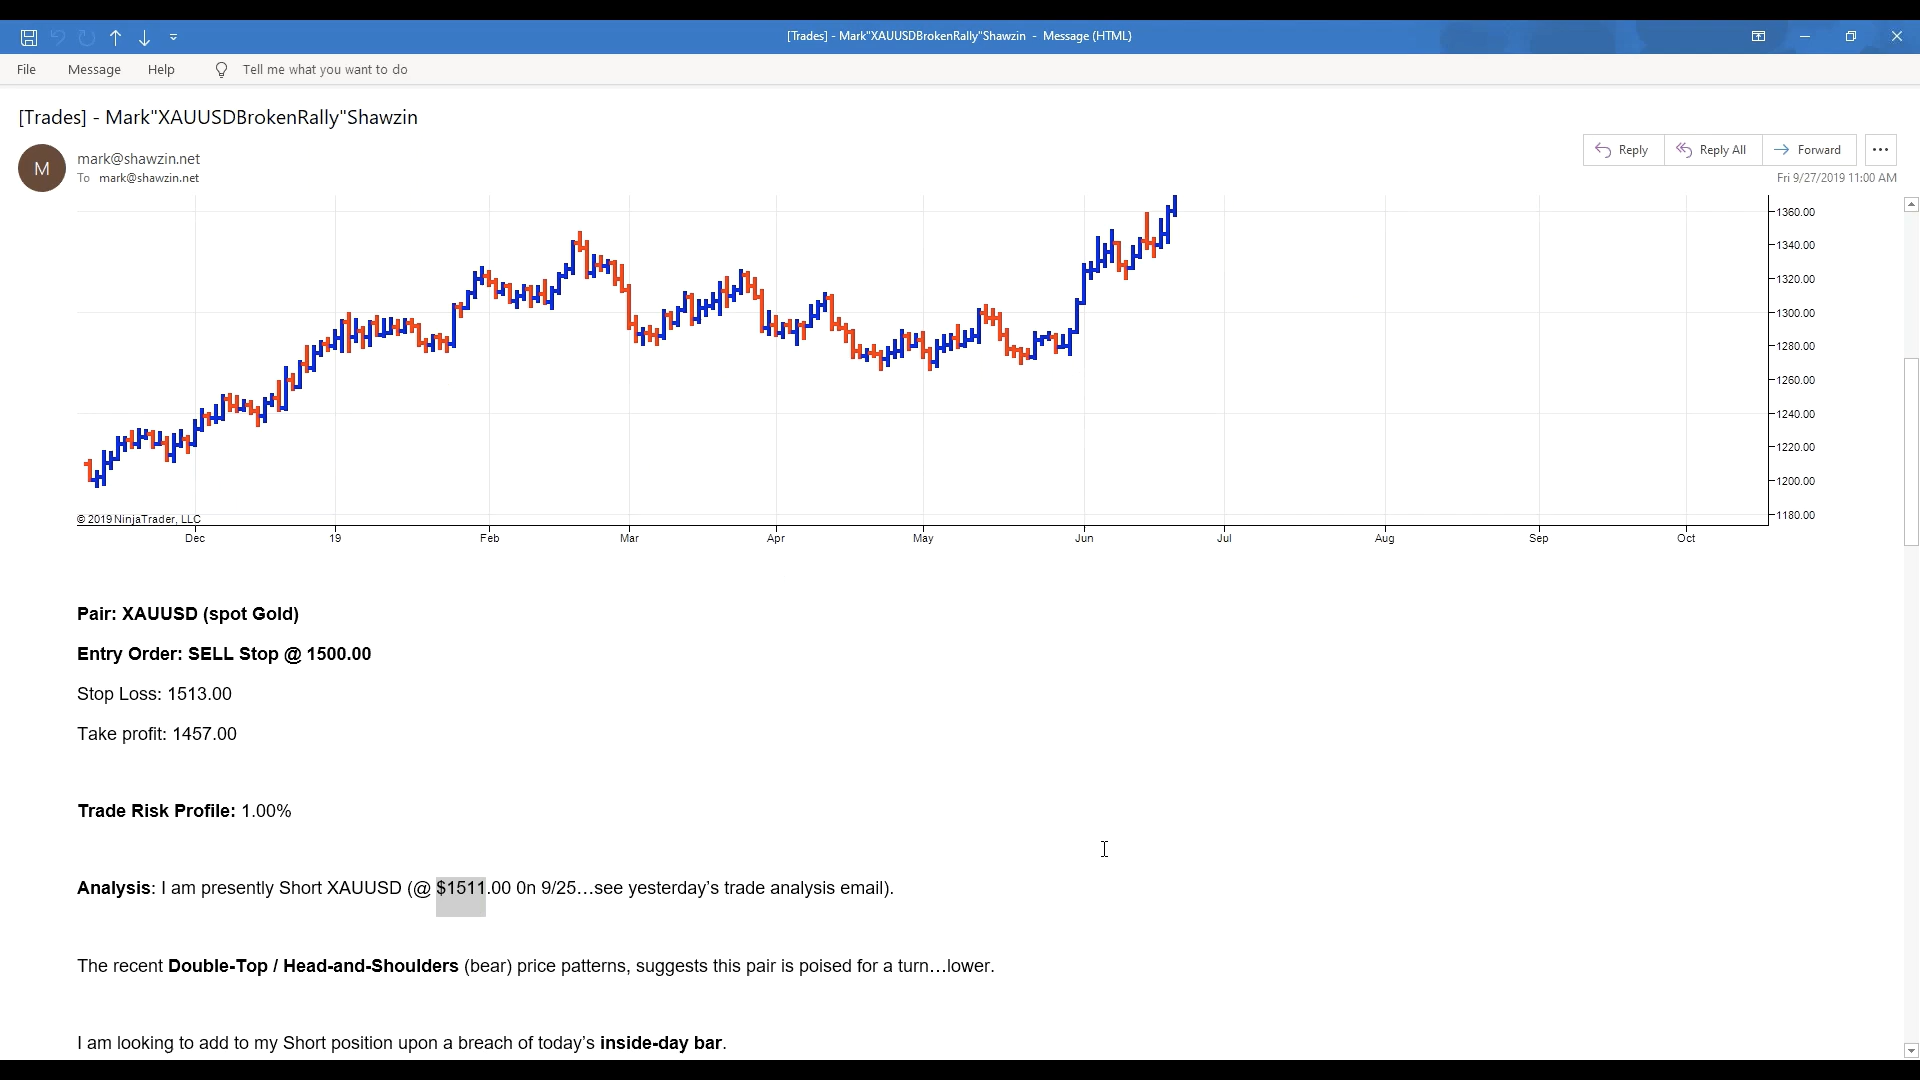 [Trades] - Mark"XAUUSDBrokenRally"Shawzin - Message (HTML)
File Message Help Tell me what you want to do
[Trades] - Mark"XAUUSDBrokenRally"Shawzin
M
mark@shawzin.net
To mark@shawzin.net
Reply Reply All Forward
Fri 9/27/2019 11:00 AM
1360.00
1340.00
1320.00
1300.00
1280.00
1260.00
1240.00
1220.00
1200.00
1180.00
© 2019 NinjaTrader, LLC
Dec 19 Feb Mar Apr May Jun Jul Aug Sep Oct
Pair: XAUUSD (spot Gold)
Entry Order: SELL Stop @ 1500.00
Stop Loss: 1513.00
Take profit: 1457.00
Trade Risk Profile: 1.00%
Analysis: I am presently Short XAUUSD (@ $1511.00 0n 9/25…see yesterday’s trade analysis email).
The recent Double-Top / Head-and-Shoulders (bear) price patterns, suggests this pair is poised for a turn…lower.
I am looking to add to my Short position upon a breach of today’s inside-day bar.